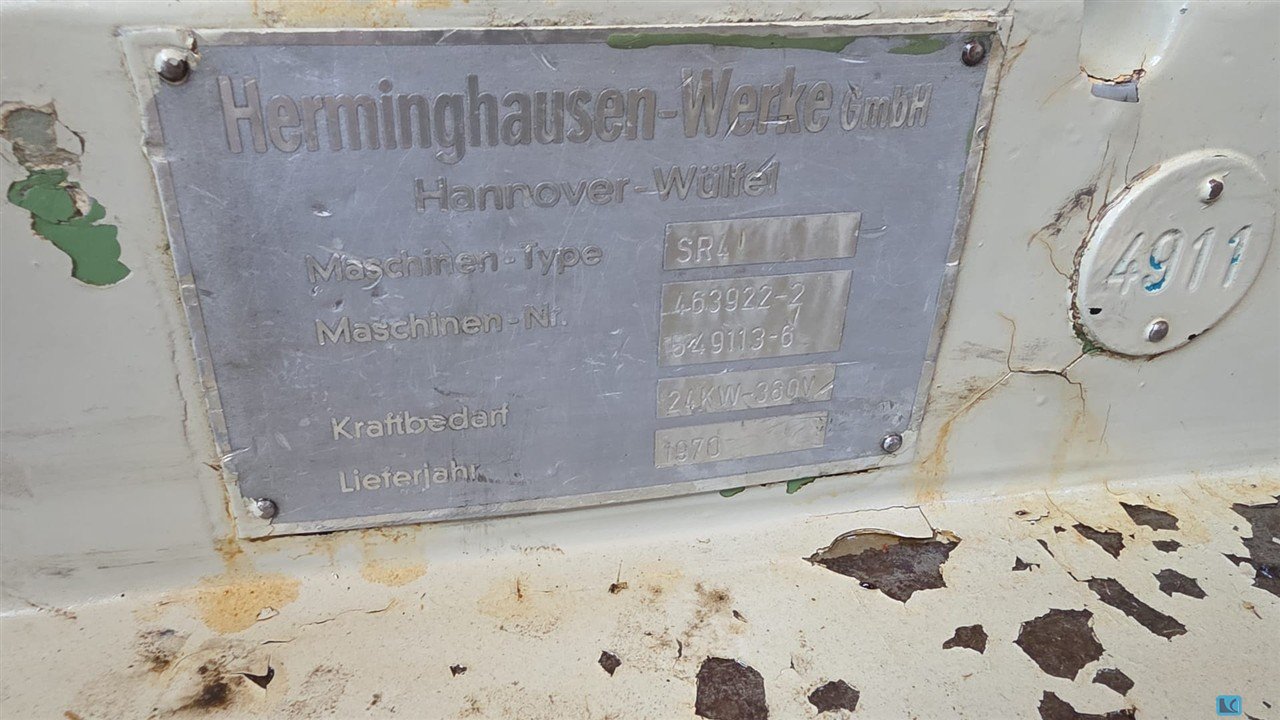 Herminghausen-Werke GmbH
Hannover-Wülfel
Maschinen-Type SR4
Maschinen-Nr. 463922-2
549113-6
Kraftbedarf 24KW-380V
Lieferjahr 1970
4911